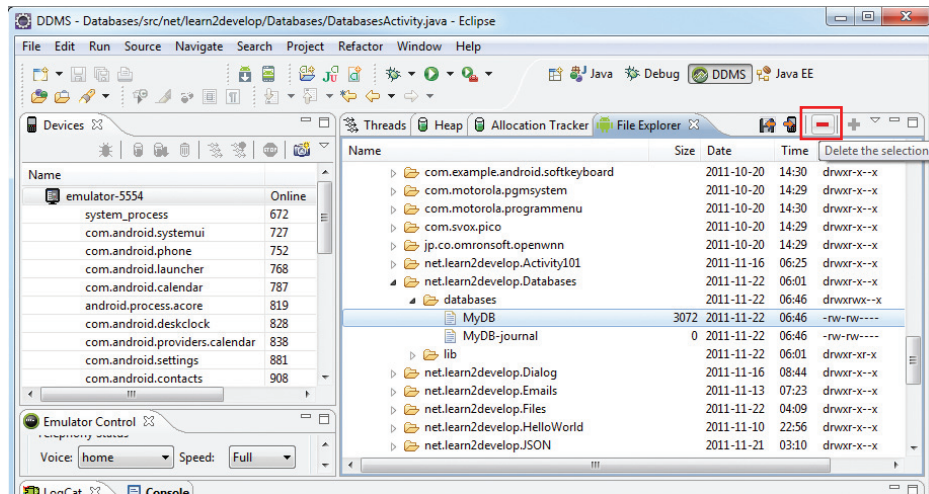 DDMS - Databases/src/net/learn2develop/Databases/DatabasesActivity.java - Eclipse
File Edit Run Source Navigate Search Project Refactor Window Help
Java Debug DDMS Java EE
Devices
Name
emulator-5554 Online
system_process 672
com.android.systemui 727
com.android.phone 752
com.android.launcher 768
com.android.calendar 787
android.process.acore 819
com.android.deskclock 828
com.android.providers.calendar 838
com.android.settings 881
com.android.contacts 908
Emulator Control
Telephony Status
Voice: home Speed: Full
Threads Heap Allocation Tracker File Explorer
Delete the selection
Name Size Date Time
com.example.android.softkeyboard 2011-10-20 14:30 drwxr-x--x
com.motorola.pgmsystem 2011-10-20 14:29 drwxr-x--x
com.motorola.programmenu 2011-10-20 14:30 drwxr-x--x
com.svox.pico 2011-10-20 14:29 drwxr-x--x
jp.co.omronsoft.openwnn 2011-10-20 14:29 drwxr-x--x
net.learn2develop.Activity101 2011-11-16 06:25 drwxr-x--x
net.learn2develop.Databases 2011-11-22 06:01 drwxr-x--x
databases 2011-11-22 06:46 drwxrwx--x
MyDB 3072 2011-11-22 06:46 -rw-rw----
MyDB-journal 0 2011-11-22 06:46 -rw-rw----
lib 2011-11-22 06:01 drwxr-xr-x
net.learn2develop.Dialog 2011-11-16 08:44 drwxr-x--x
net.learn2develop.Emails 2011-11-13 07:23 drwxr-x--x
net.learn2develop.Files 2011-11-22 04:09 drwxr-x--x
net.learn2develop.HelloWorld 2011-11-10 22:56 drwxr-x--x
net.learn2develop.JSON 2011-11-21 03:10 drwxr-x--x
LogCat Console